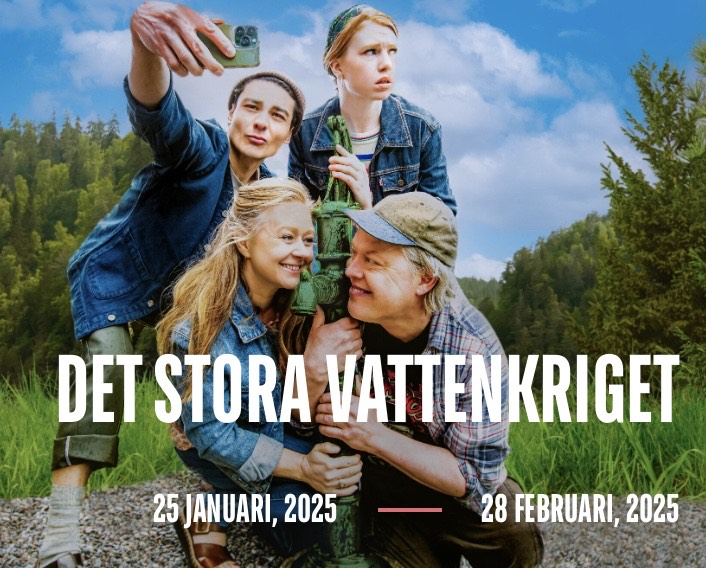 DET STORA VATTENKRIGET
25 JANUARI, 2025
28 FEBRUARI, 2025